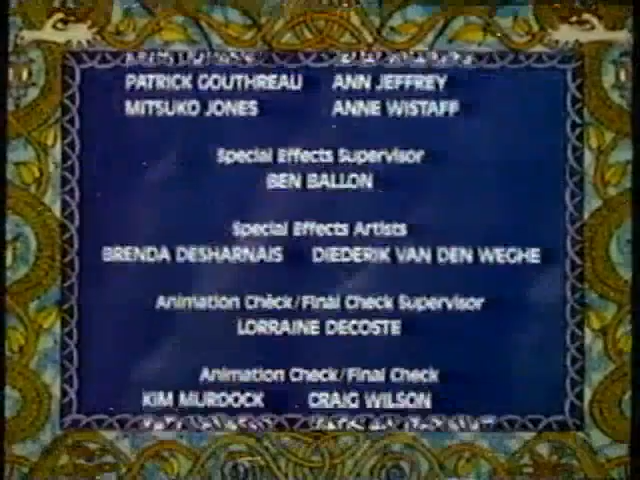 PATRICK GOUTHREAU ANN JEFFREY
MITSUKO JONES ANNE WISTAFF
Special Effects Supervisor
BEN BALLON
Special Effects Artists
BRENDA DESHARNAIS DIEDERIK VAN DEN WEGHE
Animation Check/Final Check Supervisor
LORRAINE DECOSTE
Animation Check/Final Check
KIM MURDOCK CRAIG WILSON